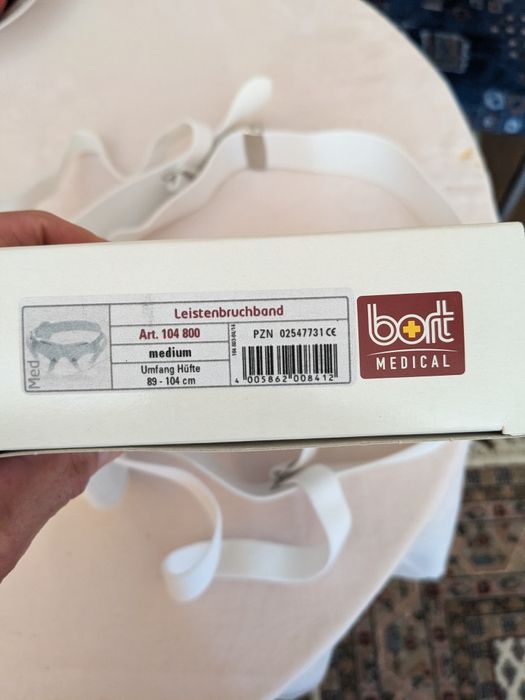 Leistenbruchband
Art. 104 800
medium
Umfang Hüfte
89 - 104 cm
Med
PZN 02547731 CE
4 005862 008412
bort
MEDICAL